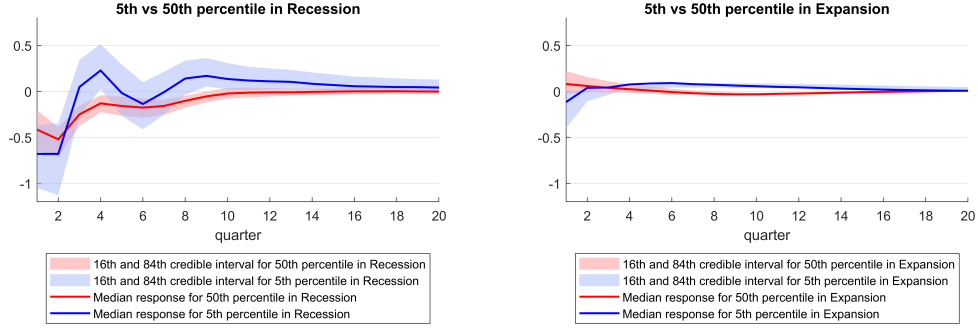 5th vs 50th percentile in Recession
0.5
0
-0.5
-1
2 4 6 8 10 12 14 16 18 20
quarter
16th and 84th credible interval for 50th percentile in Recession
16th and 84th credible interval for 5th percentile in Recession
Median response for 50th percentile in Recession
Median response for 5th percentile in Recession
5th vs 50th percentile in Expansion
0.5
0
-0.5
-1
2 4 6 8 10 12 14 16 18 20
quarter
16th and 84th credible interval for 50th percentile in Expansion
16th and 84th credible interval for 5th percentile in Expansion
Median response for 50th percentile in Expansion
Median response for 5th percentile in Expansion